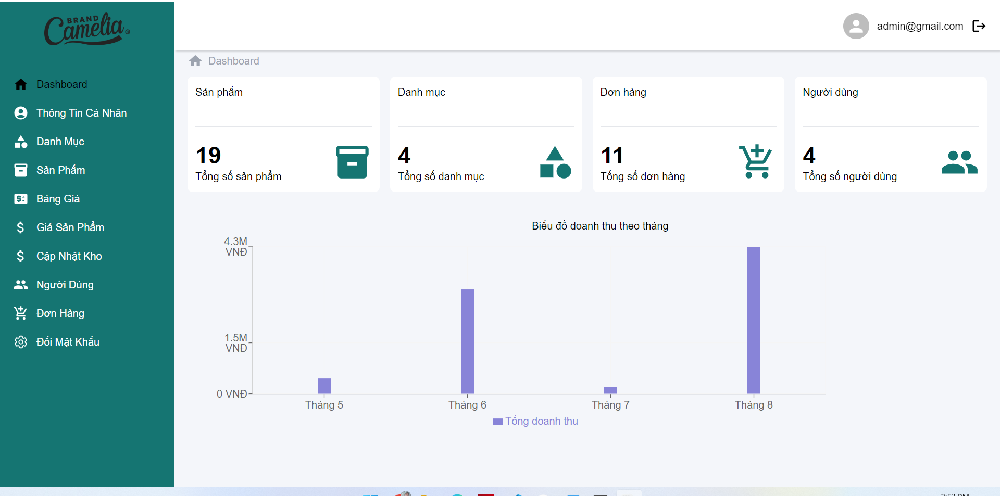 BRAND
Camelia®
admin@gmail.com
Dashboard
Dashboard
Thông Tin Cá Nhân
Danh Mục
Sản Phẩm
Bảng Giá
Giá Sản Phẩm
Cập Nhật Kho
Người Dùng
Đơn Hàng
Đổi Mật Khẩu
Sản phẩm
19
Tổng số sản phẩm
Danh mục
4
Tổng số danh mục
Đơn hàng
11
Tống số đơn hàng
Người dùng
4
Tổng số người dùng
Biểu đồ doanh thu theo tháng
4.3M
VNĐ
1.5M
VNĐ
0 VNĐ
Tháng 5
Tháng 6
Tháng 7
Tháng 8
Tổng doanh thu